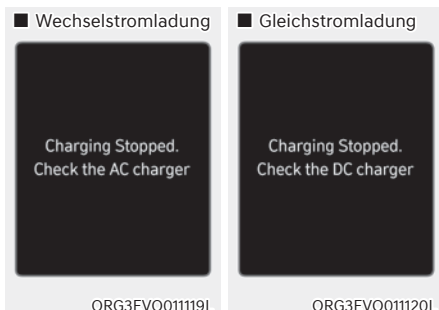 ■ Wechselstromladung
Charging Stopped.
Check the AC charger
ORG3EVQ011119L
■ Gleichstromladung
Charging Stopped.
Check the DC charger
ORG3EVQ011120L